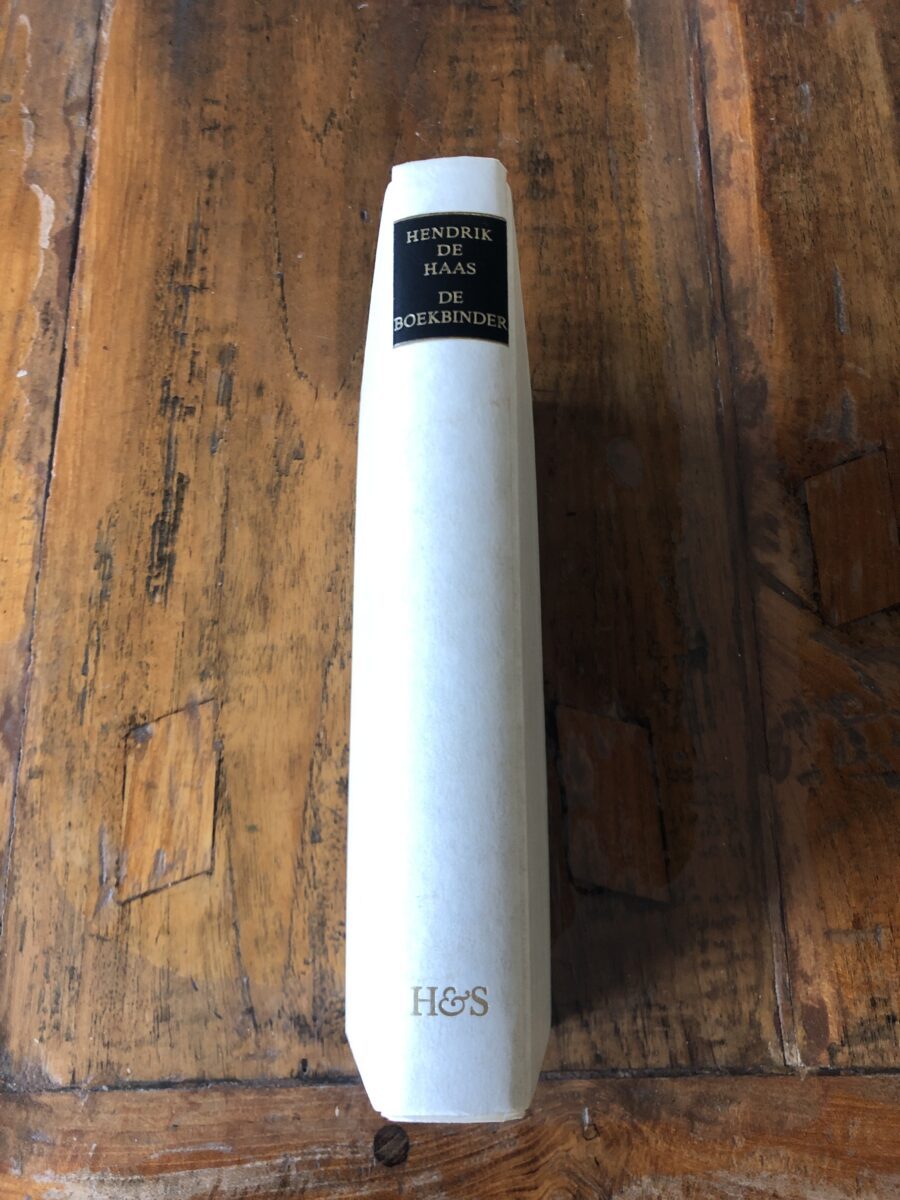 HENDRIK
DE
HAAS
DE
BOEKBINDER
H&S